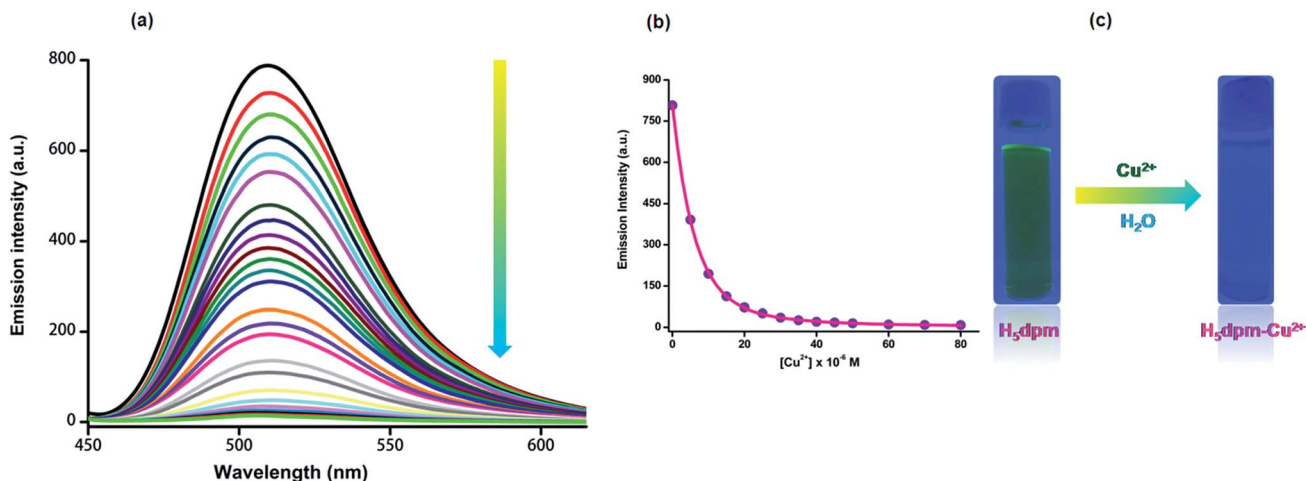 (a)
800
600
400
200
0
450
500
550
600
Emission intensity (a.u.)
Wavelength (nm)
(b)
900
750
600
450
300
150
0
0
20
40
60
80
Emission Intensity (a.u.)
[Cu²⁺] x 10⁻⁶ M
(c)
Cu²⁺
H₂O
H₅dpm
H₅dpm-Cu²⁺